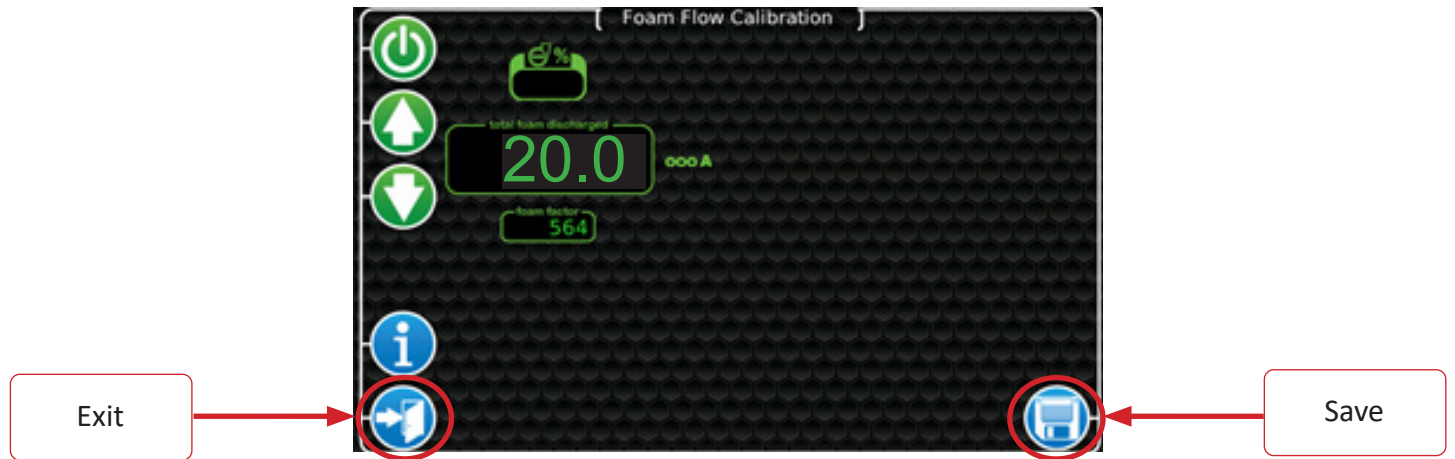 Foam Flow Calibration
%
total foam discharged
20.0
ooo A
foam factor
564
Exit
Save